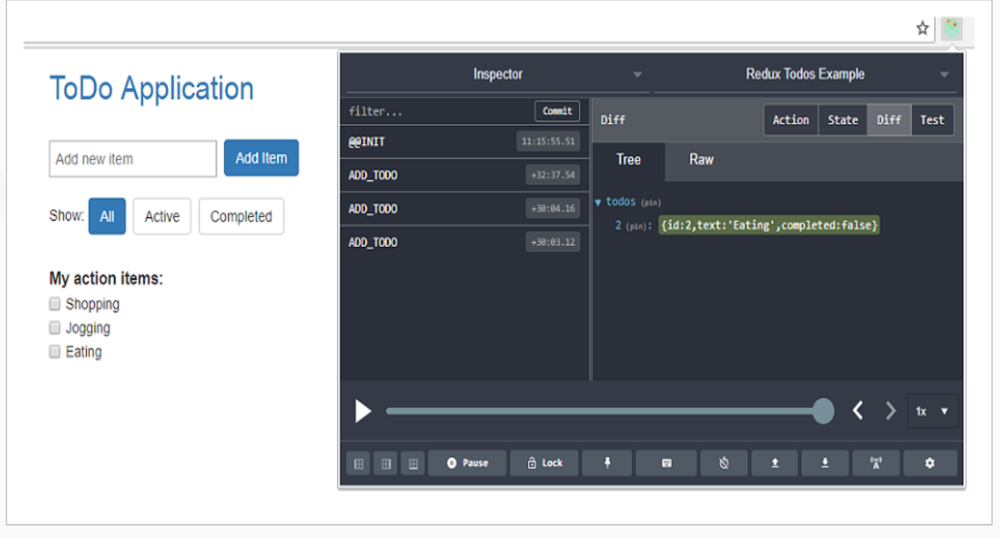 Inspector
Redux Todos Example
ToDo Application
Add new item
Add Item
Show: All Active Completed
My action items:
Shopping
Jogging
Eating
filter...
Commit
@@INIT 11:15:55.51
ADD_TODO +32:37.54
ADD_TODO +30:04.16
ADD_TODO +30:03.12
Diff
Action State Diff Test
Tree Raw
todos (pin)
2 (pin): {id:2,text:'Eating',completed:false}
1x
Pause Lock